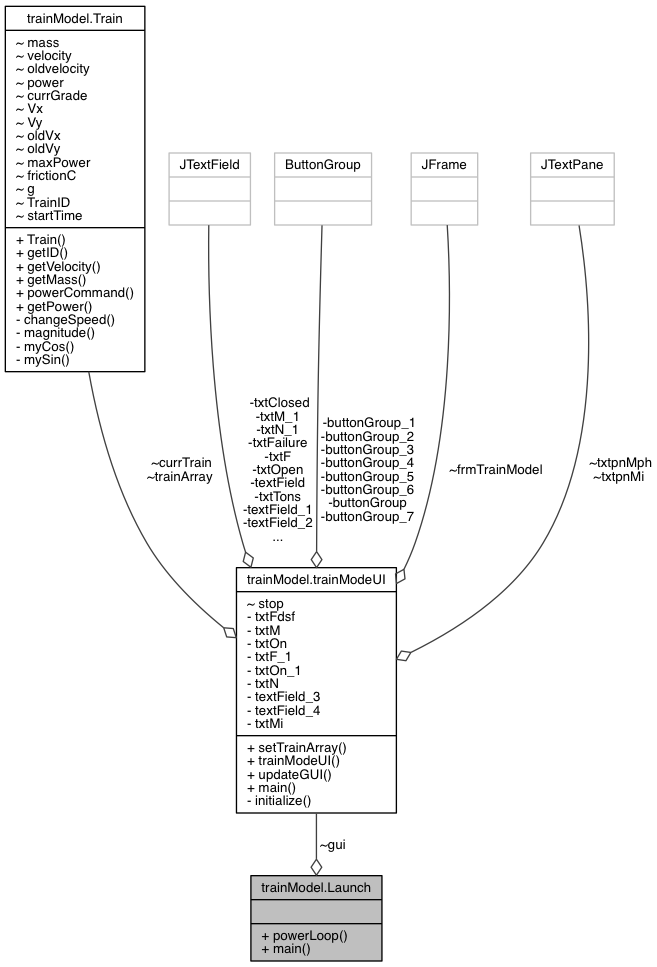 trainModel.Train
~ mass
~ velocity
~ oldvelocity
~ power
~ currGrade
~ Vx
~ Vy
~ oldVx
~ oldVy
~ maxPower
~ frictionC
~ g
~ TrainID
~ startTime
+ Train()
+ getID()
+ getVelocity()
+ getMass()
+ powerCommand()
+ getPower()
- changeSpeed()
- magnitude()
- myCos()
- mySin()
JTextField
ButtonGroup
JFrame
JTextPane
~currTrain
~trainArray
-txtClosed
-txtM_1
-txtN_1
-txtFailure
-txtF
-txtOpen
-textField
-txtTons
-textField_1
-textField_2
...
-buttonGroup_1
-buttonGroup_2
-buttonGroup_3
-buttonGroup_4
-buttonGroup_5
-buttonGroup_6
-buttonGroup
-buttonGroup_7
~frmTrainModel
~txtpnMph
~txtpnMi
trainModel.trainModeUI
~ stop
- txtFdsf
- txtM
- txtOn
- txtF_1
- txtOn_1
- txtN
- textField_3
- textField_4
- txtMi
+ setTrainArray()
+ trainModeUI()
+ updateGUI()
+ main()
- initialize()
~gui
trainModel.Launch
+ powerLoop()
+ main()